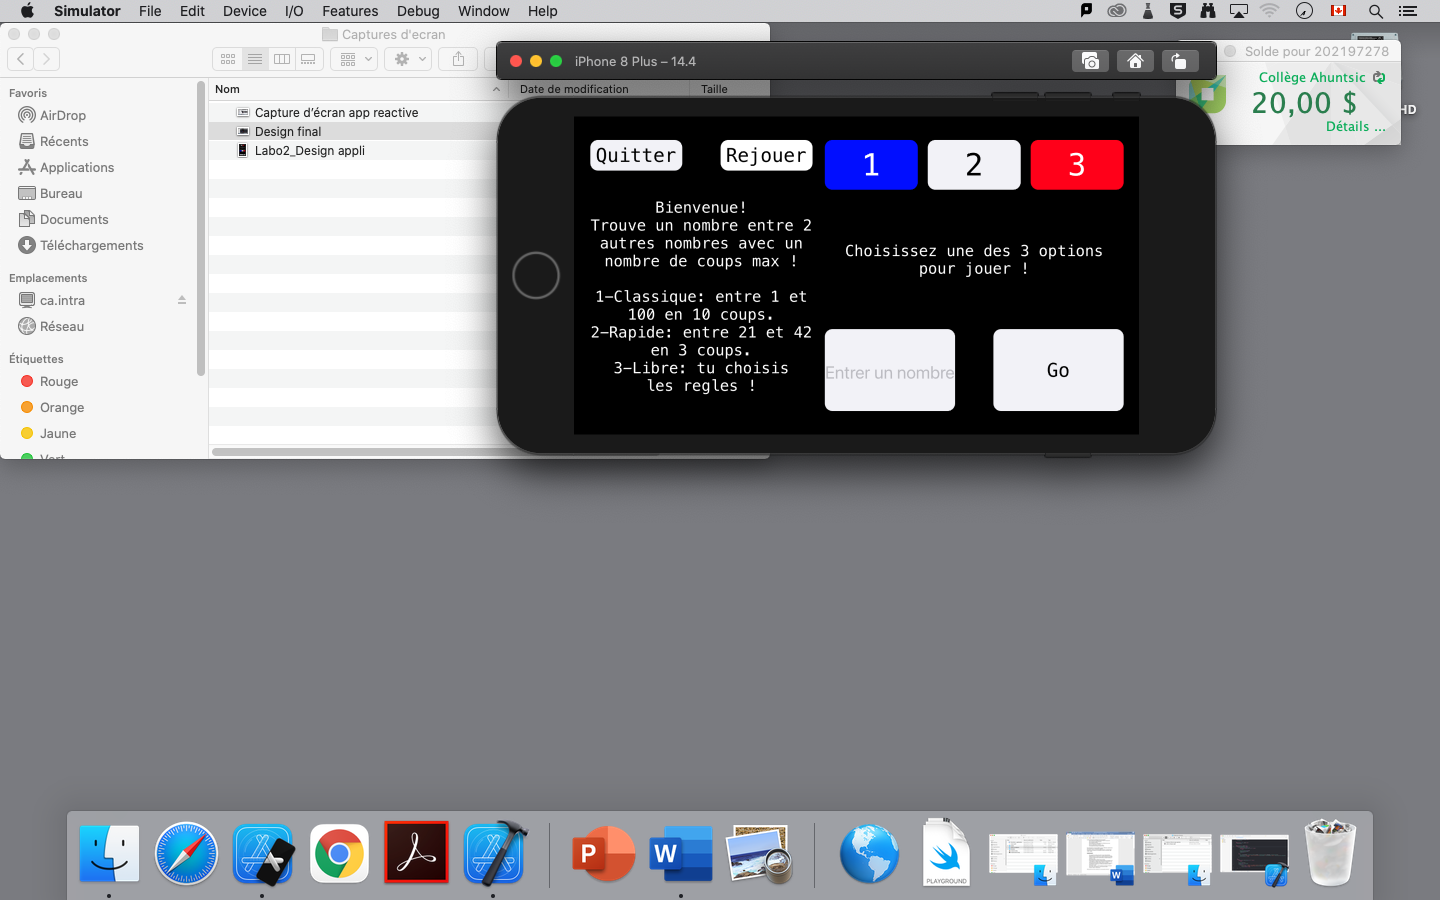 Simulator File Edit Device I/O Features Debug Window Help
Captures d'ecran
Favoris
AirDrop
Récents
Applications
Bureau
Documents
Téléchargements
Emplacements
ca.intra
Réseau
Étiquettes
Rouge
Orange
Jaune
Vert
Nom Date de modification Taille
Capture d'écran app reactive
Design final
Labo2_Design appli
iPhone 8 Plus – 14.4
Quitter Rejouer 1 2 3
Bienvenue!
Trouve un nombre entre 2
autres nombres avec un
nombre de coups max !
1–Classique: entre 1 et
100 en 10 coups.
2–Rapide: entre 21 et 42
en 3 coups.
3–Libre: tu choisis
les regles !
Choisissez une des 3 options
pour jouer !
Entrer un nombre Go
Solde pour 202197278
Collège Ahuntsic
20,00 $
Détails ...
HD
P
W
PLAYGROUND
W